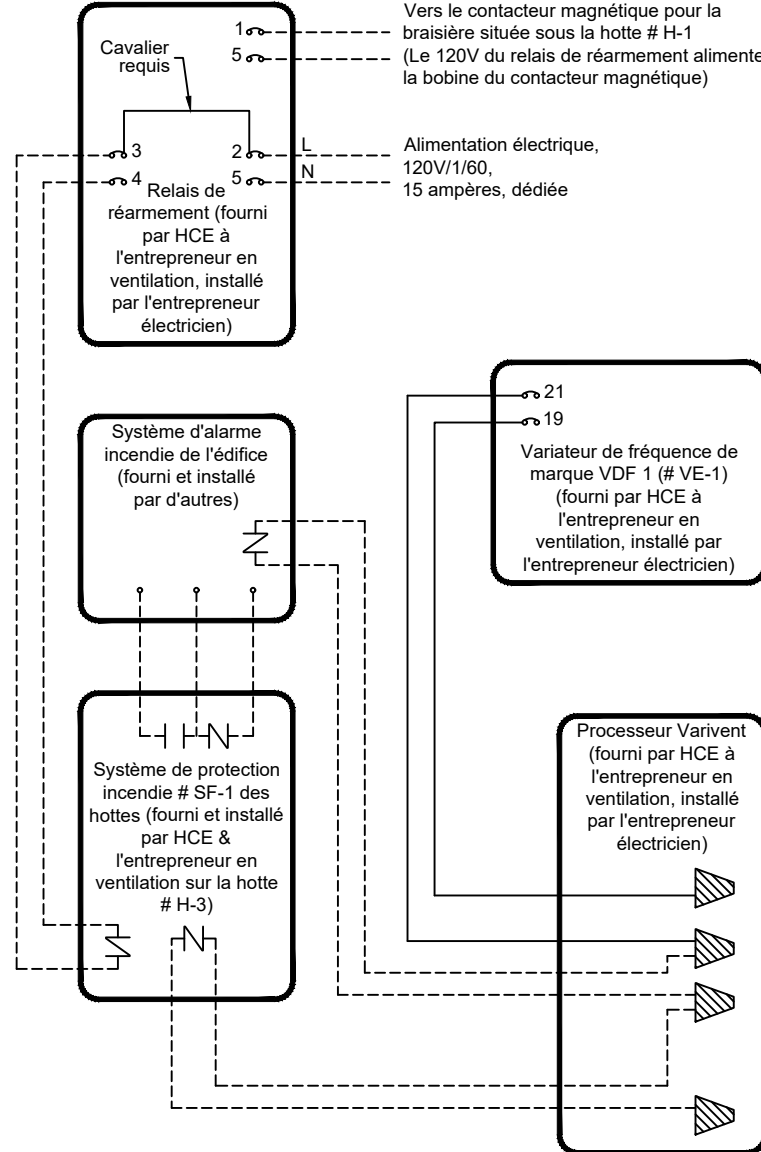 Vers le contacteur magnétique pour la
braisière située sous la hotte # H-1
(Le 120V du relais de réarmement alimente
la bobine du contacteur magnétique)
1
5
Cavalier
requis
3
4
2
5
L
N
Alimentation électrique,
120V/1/60,
15 ampères, dédiée
Relais de
réarmement (fourni
par HCE à
l'entrepreneur en
ventilation, installé
par l'entrepreneur
électricien)
21
19
Variateur de fréquence de
marque VDF 1 (# VE-1)
(fourni par HCE à
l'entrepreneur en
ventilation, installé par
l'entrepreneur électricien)
Système d'alarme
incendie de l'édifice
(fourni et installé
par d'autres)
Système de protection
incendie # SF-1 des
hottes (fourni et installé
par HCE &
l'entrepreneur en
ventilation sur la hotte
# H-3)
Processeur Varivent
(fourni par HCE à
l'entrepreneur en
ventilation, installé
par l'entrepreneur
électricien)